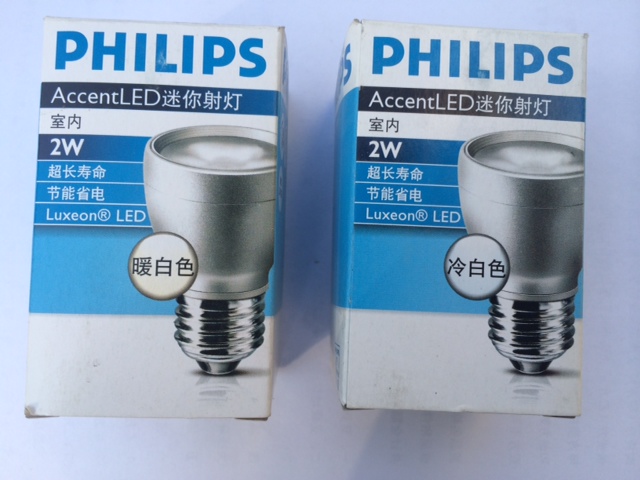 PHILIPS
AccentLED迷你射灯
室内
2W
超长寿命
节能省电
Luxeon® LED
暖白色
PHILIPS
AccentLED迷你射灯
室内
2W
超长寿命
节能省电
Luxeon® LED
冷白色